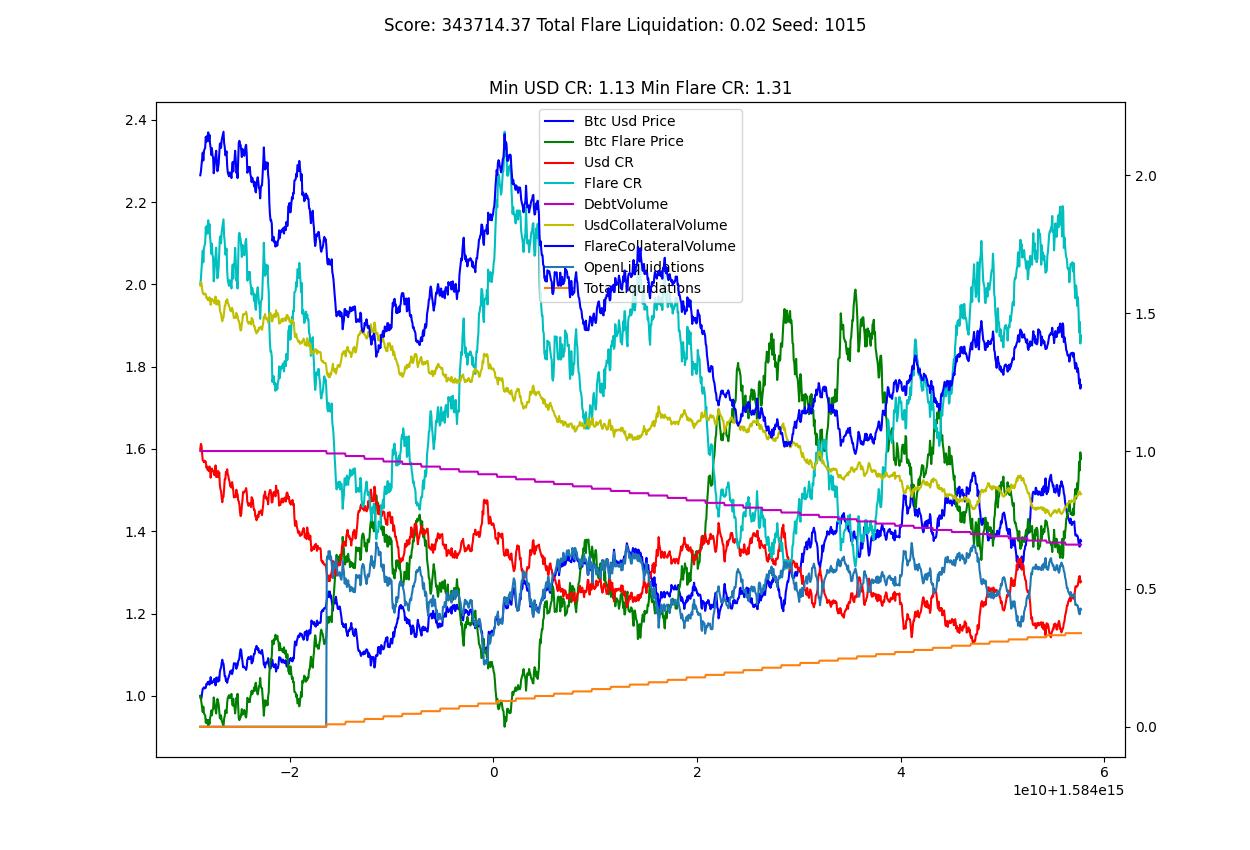 Score: 343714.37 Total Flare Liquidation: 0.02 Seed: 1015
Min USD CR: 1.13 Min Flare CR: 1.31
Btc Usd Price
Btc Flare Price
Usd CR
Flare CR
DebtVolume
UsdCollateralVolume
FlareCollateralVolume
OpenLiquidations
TotalLiquidations
2.4
2.2
2.0
1.8
1.6
1.4
1.2
1.0
2.0
1.5
1.0
0.5
0.0
−2
0
2
4
6
1e10+1.584e15